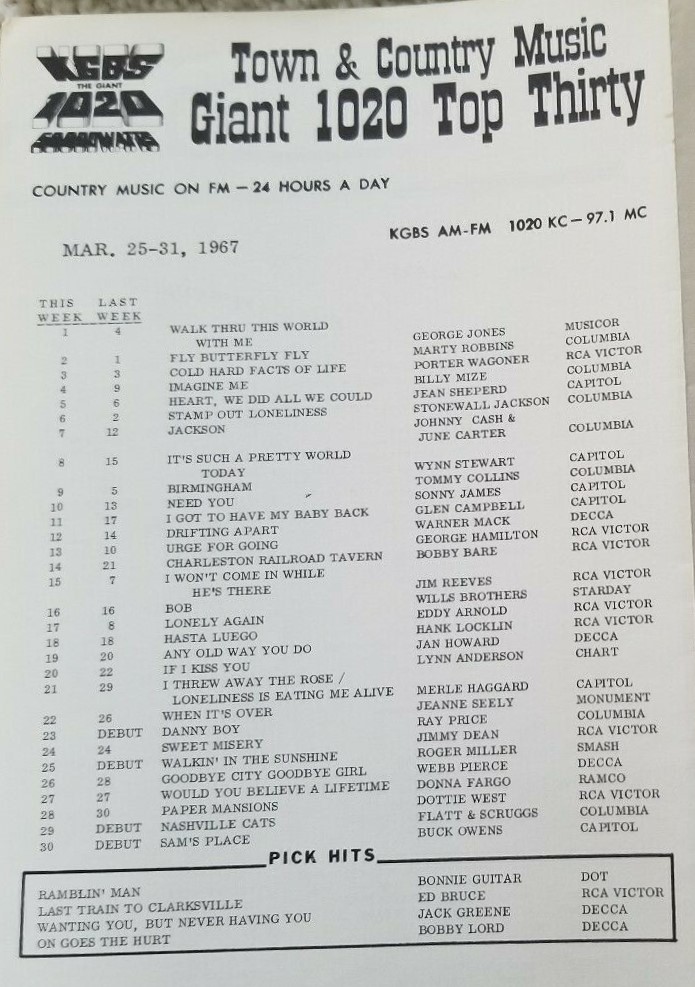 KGBS
THE GIANT
1020
50000 WATTS
Town & Country Music
Giant 1020 Top Thirty
COUNTRY MUSIC ON FM — 24 HOURS A DAY
KGBS AM-FM 1020 KC — 97.1 MC
MAR. 25-31, 1967
THIS LAST
WEEK WEEK
1 4 WALK THRU THIS WORLD
WITH ME GEORGE JONES MUSICOR
2 1 FLY BUTTERFLY FLY MARTY ROBBINS COLUMBIA
3 3 COLD HARD FACTS OF LIFE PORTER WAGONER RCA VICTOR
4 9 IMAGINE ME BILLY MIZE COLUMBIA
5 6 HEART, WE DID ALL WE COULD JEAN SHEPERD CAPITOL
6 2 STAMP OUT LONELINESS STONEWALL JACKSON COLUMBIA
7 12 JACKSON JOHNNY CASH &
JUNE CARTER COLUMBIA
8 15 IT'S SUCH A PRETTY WORLD
TODAY WYNN STEWART CAPITOL
9 5 BIRMINGHAM TOMMY COLLINS COLUMBIA
10 13 NEED YOU SONNY JAMES CAPITOL
11 17 I GOT TO HAVE MY BABY BACK GLEN CAMPBELL CAPITOL
12 14 DRIFTING APART WARNER MACK DECCA
13 10 URGE FOR GOING GEORGE HAMILTON RCA VICTOR
14 21 CHARLESTON RAILROAD TAVERN BOBBY BARE RCA VICTOR
15 7 I WON'T COME IN WHILE
HE'S THERE JIM REEVES RCA VICTOR
16 16 BOB WILLS BROTHERS STARDAY
17 8 LONELY AGAIN EDDY ARNOLD RCA VICTOR
18 18 HASTA LUEGO HANK LOCKLIN RCA VICTOR
19 20 ANY OLD WAY YOU DO JAN HOWARD DECCA
20 22 IF I KISS YOU LYNN ANDERSON CHART
21 29 I THREW AWAY THE ROSE /
LONELINESS IS EATING ME ALIVE MERLE HAGGARD CAPITOL
22 26 WHEN IT'S OVER JEANNE SEELY MONUMENT
23 DEBUT DANNY BOY RAY PRICE COLUMBIA
24 24 SWEET MISERY JIMMY DEAN RCA VICTOR
25 DEBUT WALKIN' IN THE SUNSHINE ROGER MILLER SMASH
26 28 GOODBYE CITY GOODBYE GIRL WEBB PIERCE DECCA
27 27 WOULD YOU BELIEVE A LIFETIME DONNA FARGO RAMCO
28 30 PAPER MANSIONS DOTTIE WEST RCA VICTOR
29 DEBUT NASHVILLE CATS FLATT & SCRUGGS COLUMBIA
30 DEBUT SAM'S PLACE BUCK OWENS CAPITOL
PICK HITS
RAMBLIN' MAN BONNIE GUITAR DOT
LAST TRAIN TO CLARKSVILLE ED BRUCE RCA VICTOR
WANTING YOU, BUT NEVER HAVING YOU JACK GREENE DECCA
ON GOES THE HURT BOBBY LORD DECCA